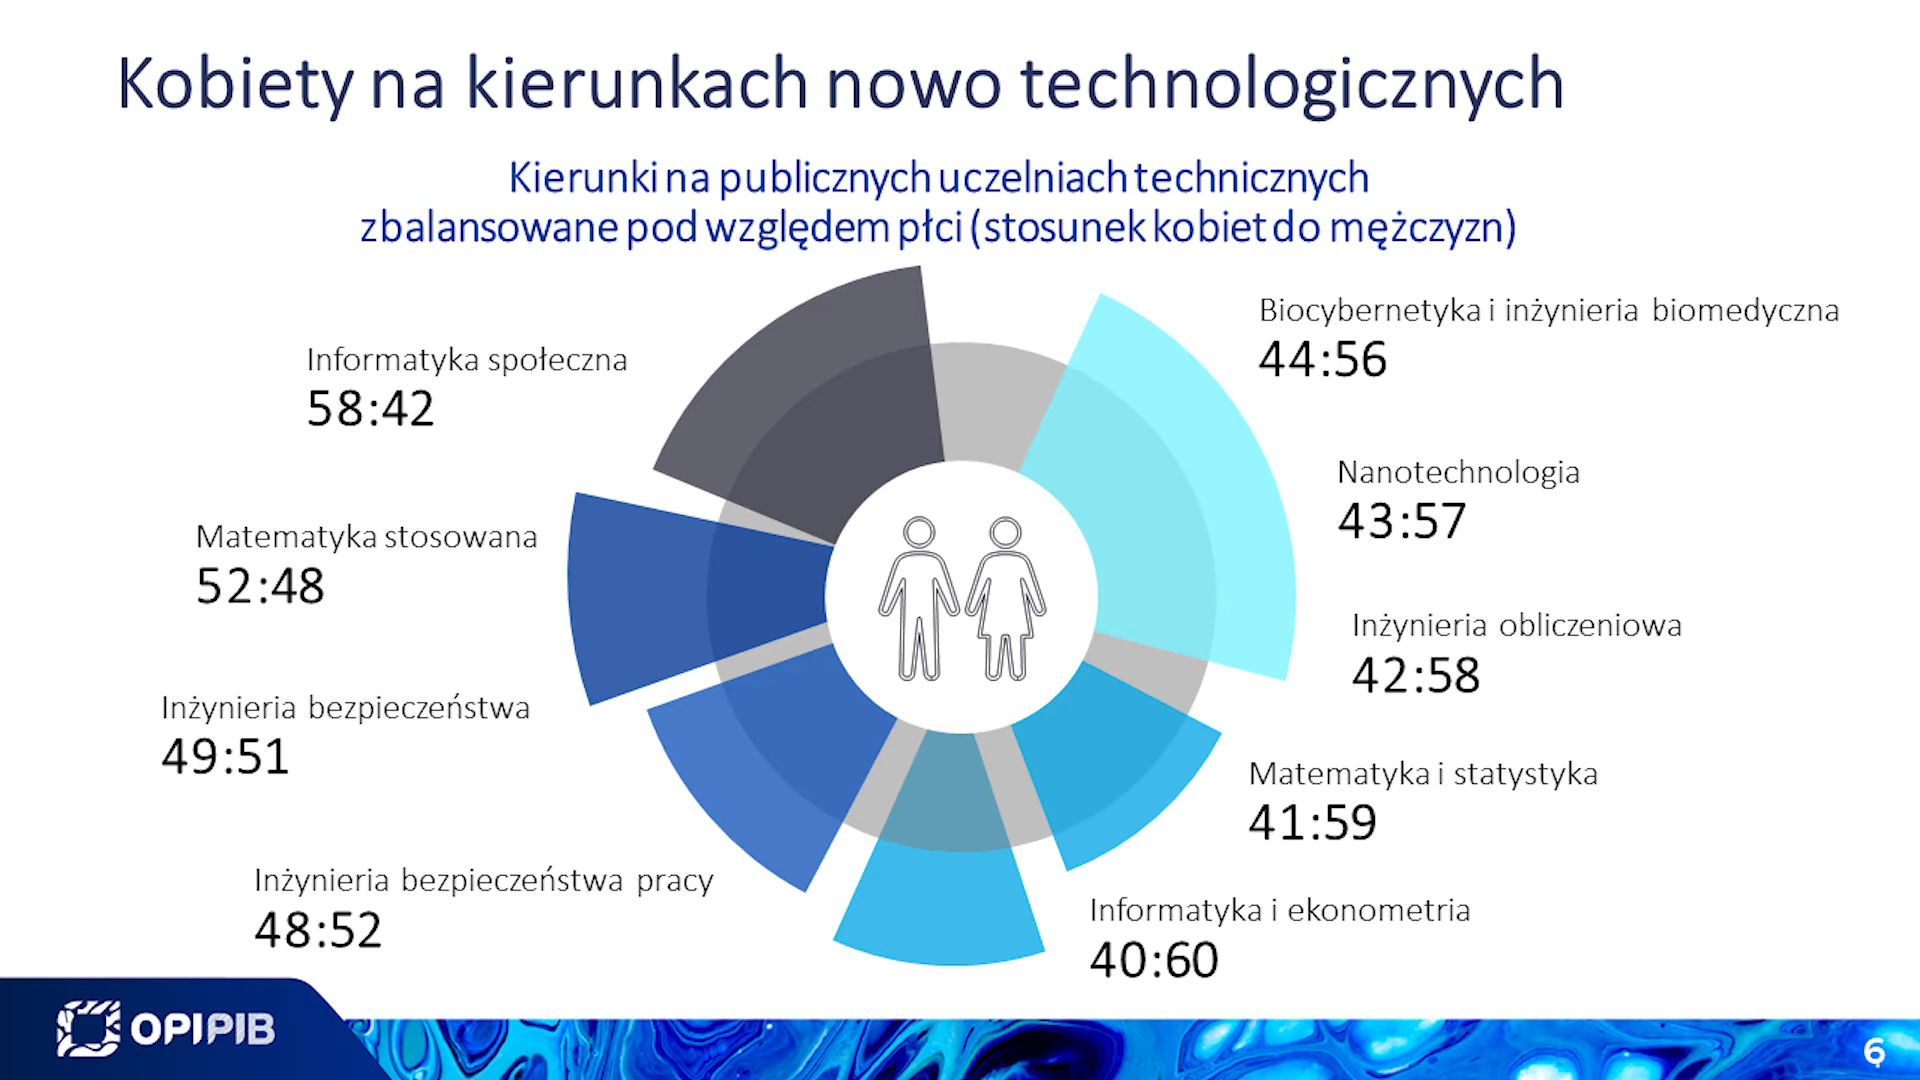 Kobiety na kierunkach nowo technologicznych
Kierunki na publicznych uczelniach technicznych
zbalansowane pod względem płci (stosunek kobiet do mężczyzn)
Informatyka społeczna
58:42
Matematyka stosowana
52:48
Inżynieria bezpieczeństwa
49:51
Inżynieria bezpieczeństwa pracy
48:52
Biocybernetyka i inżynieria biomedyczna
44:56
Nanotechnologia
43:57
Inżynieria obliczeniowa
42:58
Matematyka i statystyka
41:59
Informatyka i ekonometria
40:60
OPI PIB
6